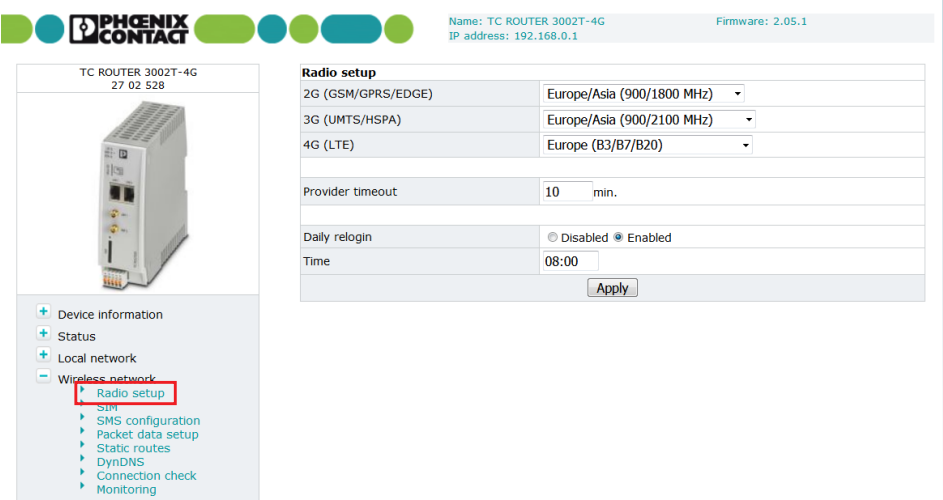 PHŒNIX
CONTACT
Name: TC ROUTER 3002T-4G
Firmware: 2.05.1
IP address: 192.168.0.1
TC ROUTER 3002T-4G
27 02 528
Device information
Status
Local network
Wireless network
Radio setup
SIM
SMS configuration
Packet data setup
Static routes
DynDNS
Connection check
Monitoring
Radio setup
2G (GSM/GPRS/EDGE) Europe/Asia (900/1800 MHz)
3G (UMTS/HSPA) Europe/Asia (900/2100 MHz)
4G (LTE) Europe (B3/B7/B20)
Provider timeout 10 min.
Daily relogin Disabled Enabled
Time 08:00
Apply